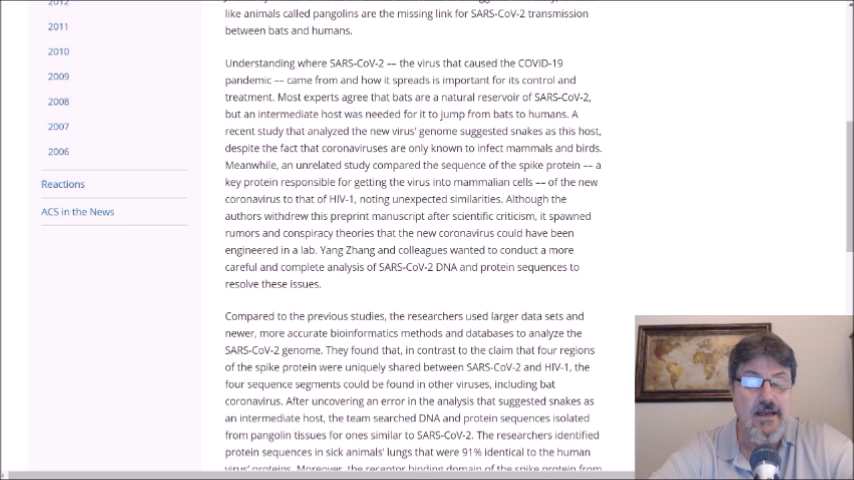 2012
2011
2010
2009
2008
2007
2006
Reactions
ACS in the News
like animals called pangolins are the missing link for SARS-CoV-2 transmission
between bats and humans.
Understanding where SARS-CoV-2 –– the virus that caused the COVID-19
pandemic –– came from and how it spreads is important for its control and
treatment. Most experts agree that bats are a natural reservoir of SARS-CoV-2,
but an intermediate host was needed for it to jump from bats to humans. A
recent study that analyzed the new virus' genome suggested snakes as this host,
despite the fact that coronaviruses are only known to infect mammals and birds.
Meanwhile, an unrelated study compared the sequence of the spike protein –– a
key protein responsible for getting the virus into mammalian cells –– of the new
coronavirus to that of HIV-1, noting unexpected similarities. Although the
authors withdrew this preprint manuscript after scientific criticism, it spawned
rumors and conspiracy theories that the new coronavirus could have been
engineered in a lab. Yang Zhang and colleagues wanted to conduct a more
careful and complete analysis of SARS-CoV-2 DNA and protein sequences to
resolve these issues.
Compared to the previous studies, the researchers used larger data sets and
newer, more accurate bioinformatics methods and databases to analyze the
SARS-CoV-2 genome. They found that, in contrast to the claim that four regions
of the spike protein were uniquely shared between SARS-CoV-2 and HIV-1, the
four sequence segments could be found in other viruses, including bat
coronavirus. After uncovering an error in the analysis that suggested snakes as
an intermediate host, the team searched DNA and protein sequences isolated
from pangolin tissues for ones similar to SARS-CoV-2. The researchers identified
protein sequences in sick animals' lungs that were 91% identical to the human
virus' proteins. Moreover, the receptor binding domain of the spike protein from